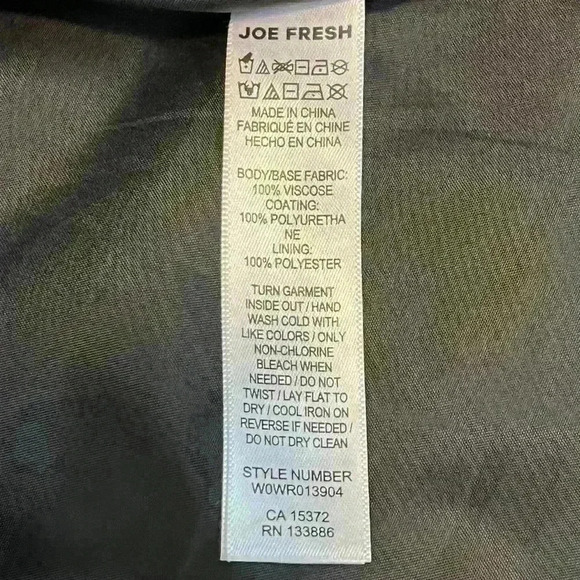 JOE FRESH
MADE IN CHINA
FABRIQUÉ EN CHINE
HECHO EN CHINA
BODY/BASE FABRIC:
100% VISCOSE
COATING:
100% POLYURETHA
NE
LINING:
100% POLYESTER
TURN GARMENT
INSIDE OUT / HAND
WASH COLD WITH
LIKE COLORS / ONLY
NON-CHLORINE
BLEACH WHEN
NEEDED / DO NOT
TWIST / LAY FLAT TO
DRY / COOL IRON ON
REVERSE IF NEEDED /
DO NOT DRY CLEAN
STYLE NUMBER
W0WR013904
CA 15372
RN 133886